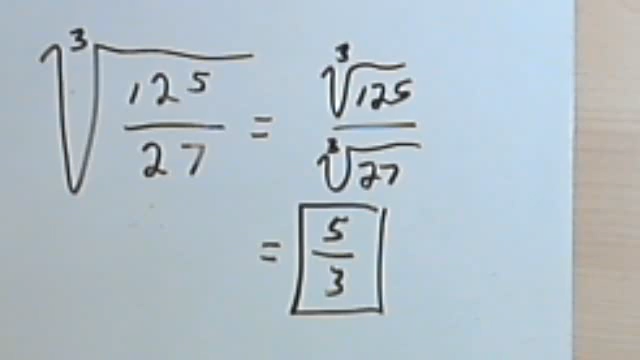 ∛(125/27) = ∛125/∛27
= 5/3